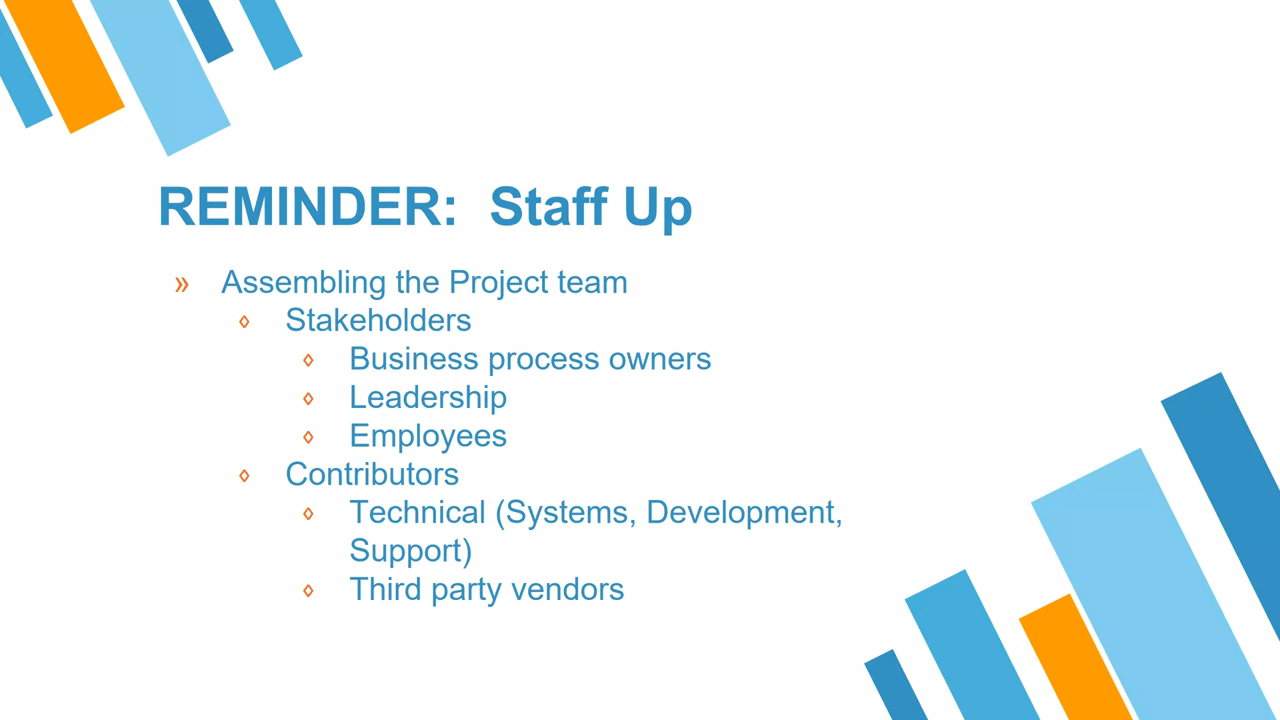 REMINDER: Staff Up
» Assembling the Project team
◊ Stakeholders
◊ Business process owners
◊ Leadership
◊ Employees
◊ Contributors
◊ Technical (Systems, Development,
Support)
◊ Third party vendors